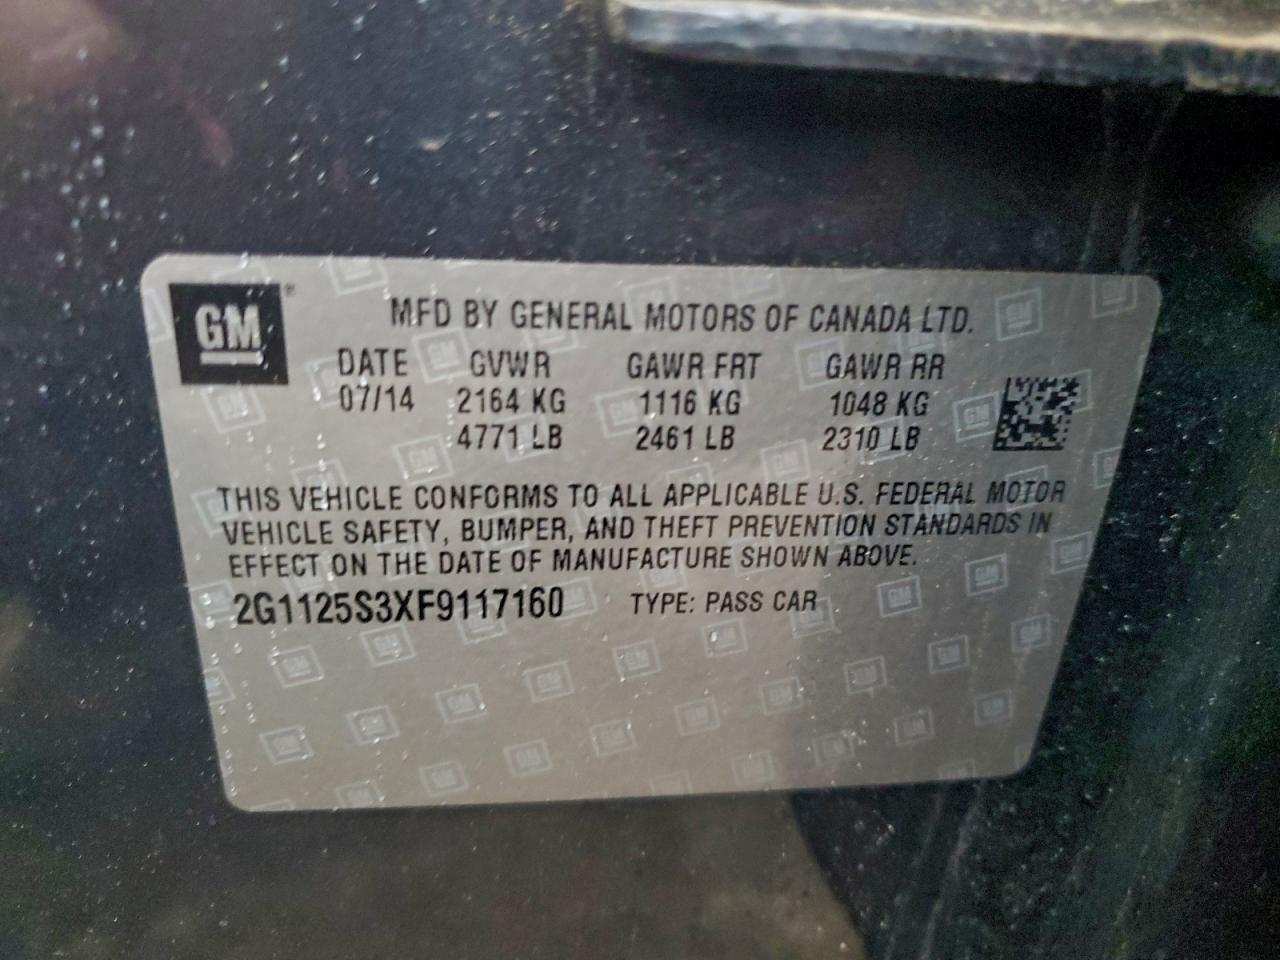 GM® MFD BY GENERAL MOTORS OF CANADA LTD.
DATE GVWR GAWR FRT GAWR RR
07/14 2164 KG 1116 KG 1048 KG
4771 LB 2461 LB 2310 LB
THIS VEHICLE CONFORMS TO ALL APPLICABLE U.S. FEDERAL MOTOR
VEHICLE SAFETY, BUMPER, AND THEFT PREVENTION STANDARDS IN
EFFECT ON THE DATE OF MANUFACTURE SHOWN ABOVE.
2G1125S3XF9117160 TYPE: PASS CAR